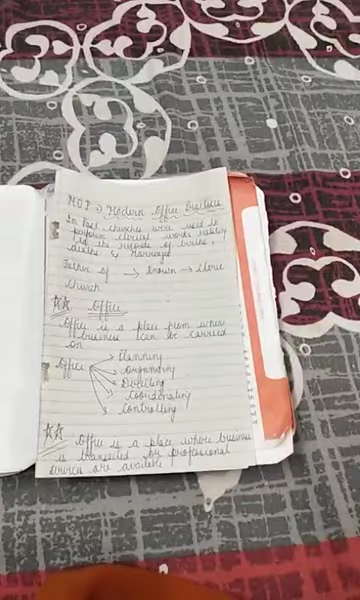 M.O.P → Modern Office Practice
In Past, churches were used to
perform clerical works relating
to the records of births,
deaths & Marriages
Father of → known → cleric
church
Office
Office is a place from where
business can be carried
on
Office → Planning
→ Organising
→ Directing
→ Coordinating
→ Controlling
Office is a place where business
is transacted or professional
services are available